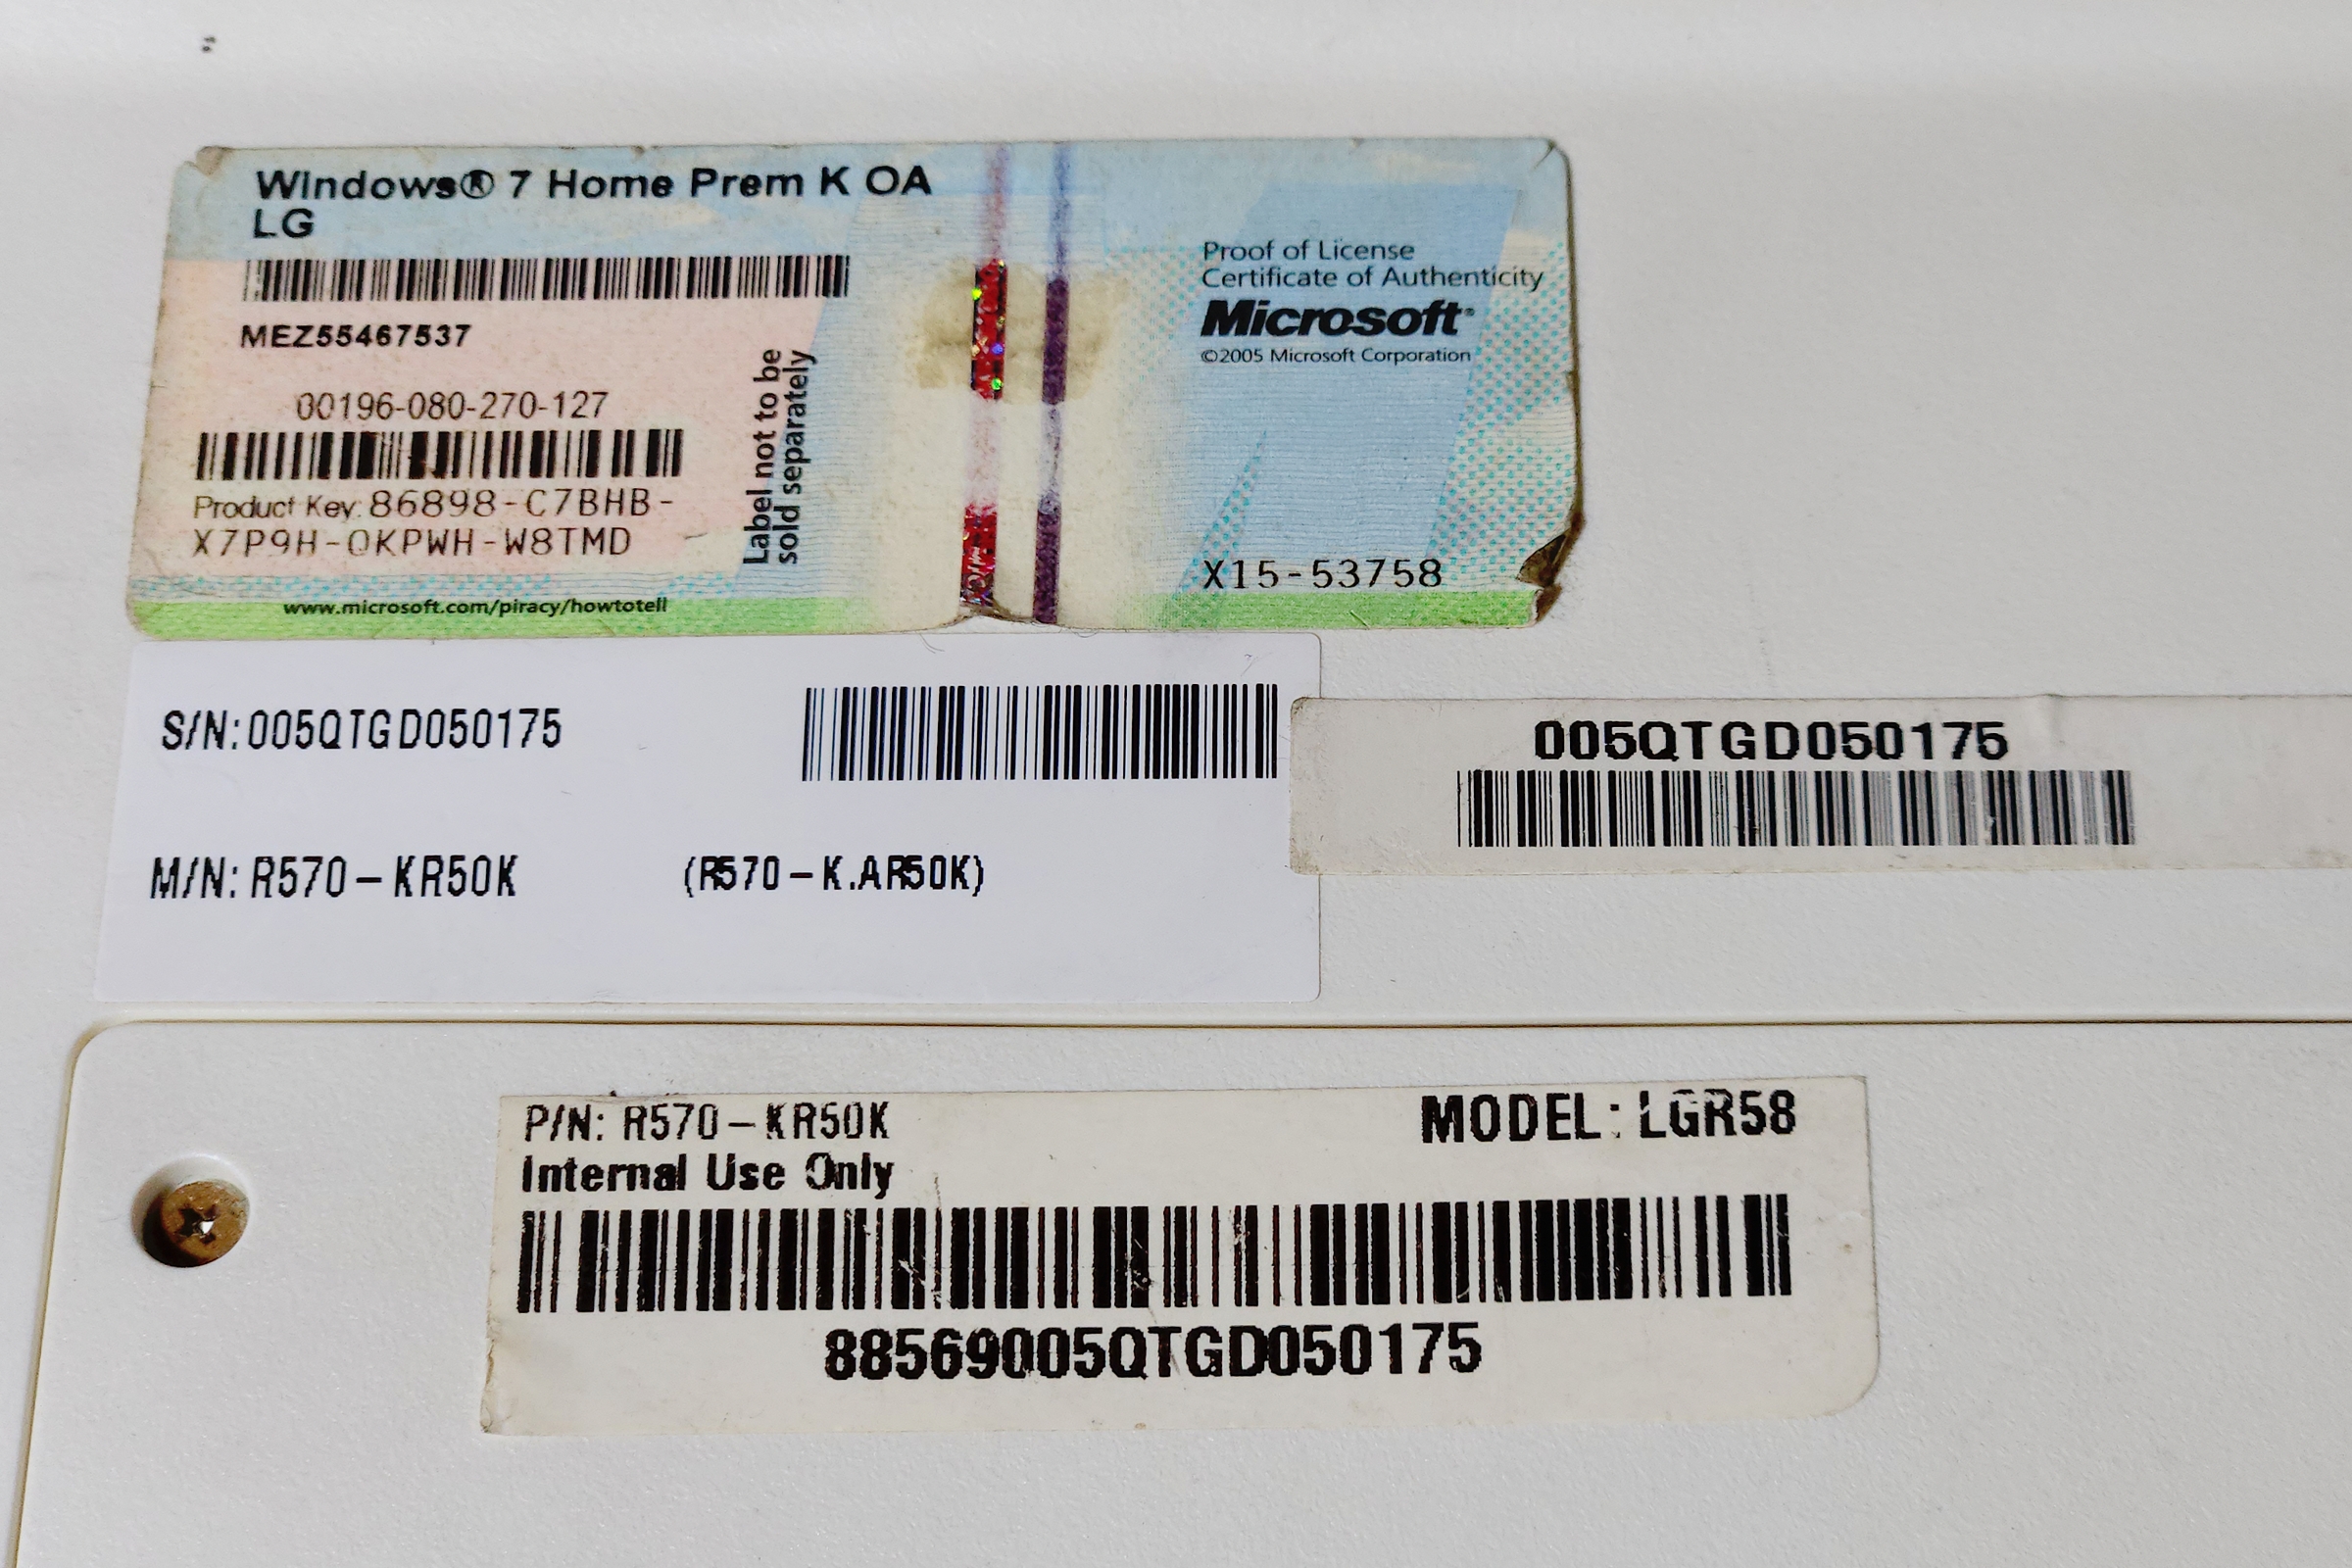 Windows® 7 Home Prem K OA
LG
MEZ55467537
00196-080-270-127
Product Key: 86898-C7BHB-
X7P9H-QKPWH-W8TMD
Label not to be
sold separately
www.microsoft.com/piracy/howtotell
Proof of License
Certificate of Authenticity
Microsoft®
©2005 Microsoft Corporation
X15-53758
S/N:005QTGD050175
M/N: R570-KR50K (R570-K.AR50K)
005QTGD050175
P/N: R570-KR50K MODEL: LGR58
Internal Use Only
88569005QTGD050175